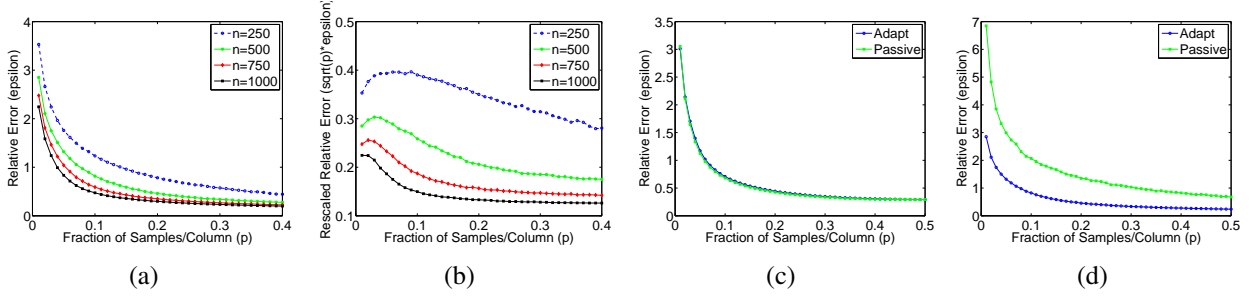 4
3
2
1
0
0
0.1
0.2
0.3
0.4
Relative Error (epsilon)
Fraction of Samples/Column (p)
n=250
n=500
n=750
n=1000
(a)
0.5
0.4
0.3
0.2
0.1
0
0.1
0.2
0.3
0.4
Rescaled Relative Error (sqrt(p)*epsilon)
Fraction of Samples/Column (p)
n=250
n=500
n=750
n=1000
(b)
3.5
3
2.5
2
1.5
1
0.5
0
0
0.1
0.2
0.3
0.4
0.5
Relative Error (epsilon)
Fraction of Samples/Column (p)
Adapt
Passive
(c)
7
6
5
4
3
2
1
0
0
0.1
0.2
0.3
0.4
0.5
Relative Error (epsilon)
Fraction of Samples/Column (p)
Adapt
Passive
(d)